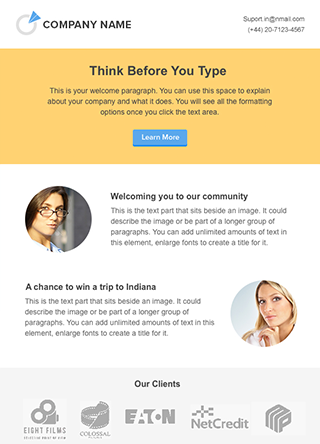 COMPANY NAME
Suport.in@nmail.com
(+44) 20-7123-4567
Think Before You Type
This is your welcome paragraph. You can use this space to explain
about your company and what it does. You will see all the formatting
options once you click the text area.
Learn More
Welcoming you to our community
This is the text part that sits beside an image. It could
describe the image or be part of a longer group of
paragraphs. You can add unlimited amounts of text in
this element, enlarge fonts to create a title for it.
A chance to win a trip to Indiana
This is the text part that sits beside an image. It could
describe the image or be part of a longer group of
paragraphs. You can add unlimited amounts of text in
this element, enlarge fonts to create a title for it.
Our Clients
EIGHT FILMS
COLOSSAL
EATON
NetCredit